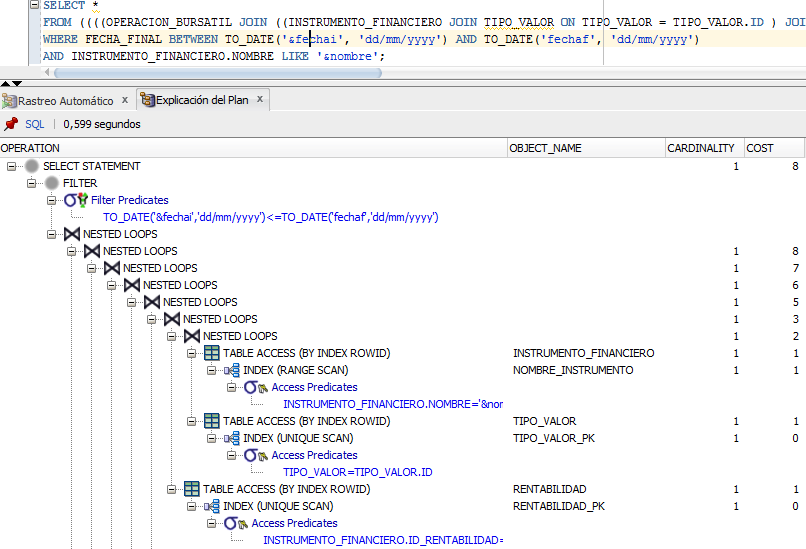 SELECT *
FROM ((((OPERACION_BURSATIL JOIN ((INSTRUMENTO_FINANCIERO JOIN TIPO_VALOR ON TIPO_VALOR = TIPO_VALOR.ID ) JOI
WHERE FECHA_FINAL BETWEEN TO_DATE('&fechai', 'dd/mm/yyyy') AND TO_DATE('fechaf', 'dd/mm/yyyy')
AND INSTRUMENTO_FINANCIERO.NOMBRE LIKE '&nombre';
Rastreo Automático x Explicación del Plan x
SQL | 0,599 segundos
OPERATION OBJECT_NAME CARDINALITY COST
SELECT STATEMENT 1 8
FILTER
Filter Predicates
TO_DATE('&fechai','dd/mm/yyyy')<=TO_DATE('fechaf','dd/mm/yyyy')
NESTED LOOPS
NESTED LOOPS 1 8
NESTED LOOPS 1 7
NESTED LOOPS 1 6
NESTED LOOPS 1 5
NESTED LOOPS 1 3
NESTED LOOPS 1 2
TABLE ACCESS (BY INDEX ROWID) INSTRUMENTO_FINANCIERO 1 1
INDEX (RANGE SCAN) NOMBRE_INSTRUMENTO 1 1
Access Predicates
INSTRUMENTO_FINANCIERO.NOMBRE='&nor
TABLE ACCESS (BY INDEX ROWID) TIPO_VALOR 1 1
INDEX (UNIQUE SCAN) TIPO_VALOR_PK 1 0
Access Predicates
TIPO_VALOR=TIPO_VALOR.ID
TABLE ACCESS (BY INDEX ROWID) RENTABILIDAD 1 1
INDEX (UNIQUE SCAN) RENTABILIDAD_PK 1 0
Access Predicates
INSTRUMENTO_FINANCIERO.ID_RENTABILIDAD=